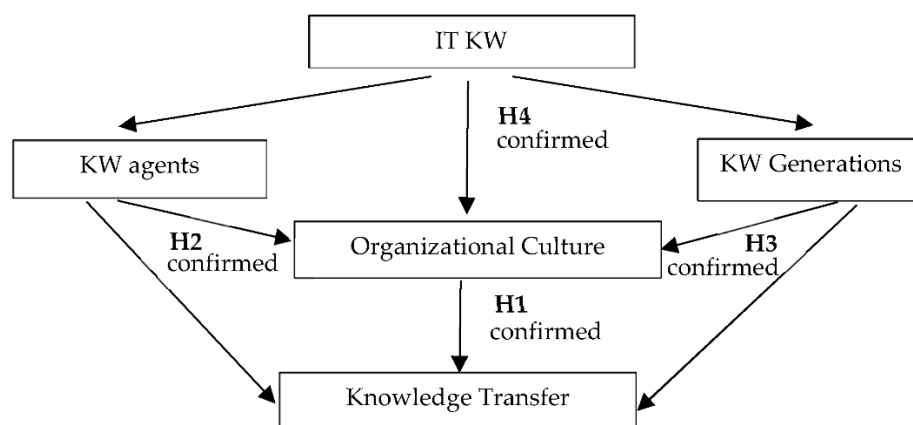 IT KW
H4
confirmed
KW agents
KW Generations
H2
confirmed
Organizational Culture
H3
confirmed
H1
confirmed
Knowledge Transfer